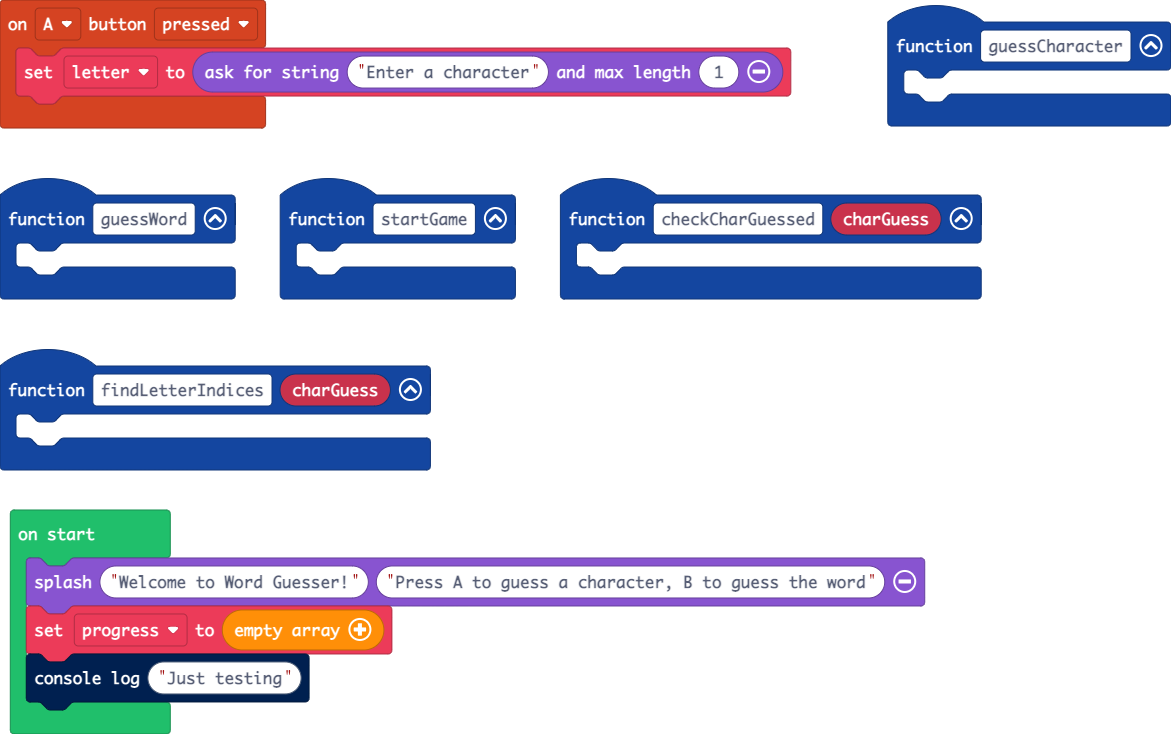 on A button pressed
set letter to ask for string "Enter a character" and max length 1
function guessCharacter
function guessWord
function startGame
function checkCharGuessed charGuess
function findLetterIndices charGuess
on start
splash "Welcome to Word Guesser!" "Press A to guess a character, B to guess the word"
set progress to empty array
console log "Just testing"